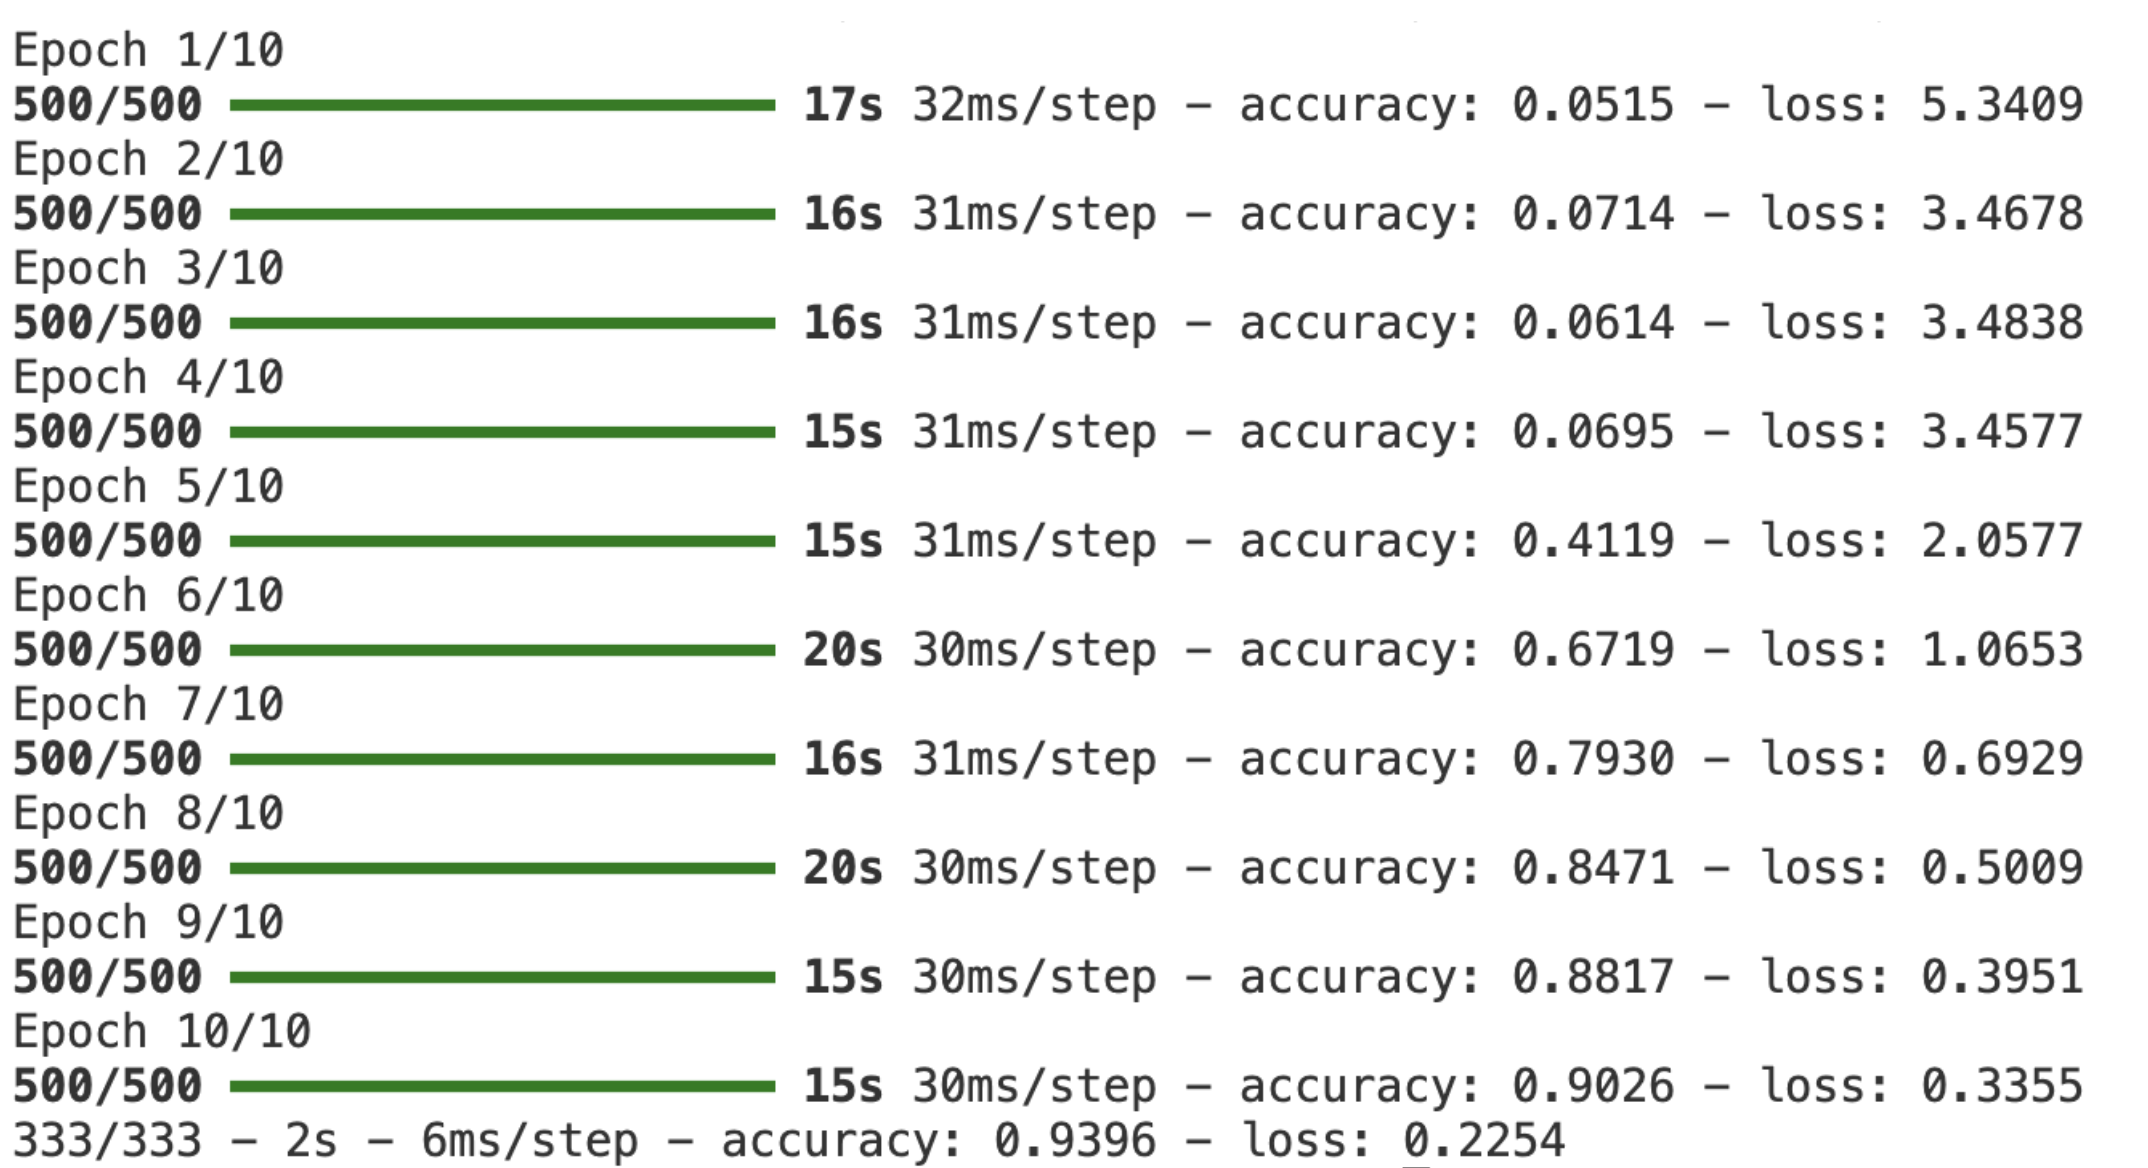 Epoch 1/10
500/500 17s 32ms/step - accuracy: 0.0515 - loss: 5.3409
Epoch 2/10
500/500 16s 31ms/step - accuracy: 0.0714 - loss: 3.4678
Epoch 3/10
500/500 16s 31ms/step - accuracy: 0.0614 - loss: 3.4838
Epoch 4/10
500/500 15s 31ms/step - accuracy: 0.0695 - loss: 3.4577
Epoch 5/10
500/500 15s 31ms/step - accuracy: 0.4119 - loss: 2.0577
Epoch 6/10
500/500 20s 30ms/step - accuracy: 0.6719 - loss: 1.0653
Epoch 7/10
500/500 16s 31ms/step - accuracy: 0.7930 - loss: 0.6929
Epoch 8/10
500/500 20s 30ms/step - accuracy: 0.8471 - loss: 0.5009
Epoch 9/10
500/500 15s 30ms/step - accuracy: 0.8817 - loss: 0.3951
Epoch 10/10
500/500 15s 30ms/step - accuracy: 0.9026 - loss: 0.3355
333/333 - 2s - 6ms/step - accuracy: 0.9396 - loss: 0.2254